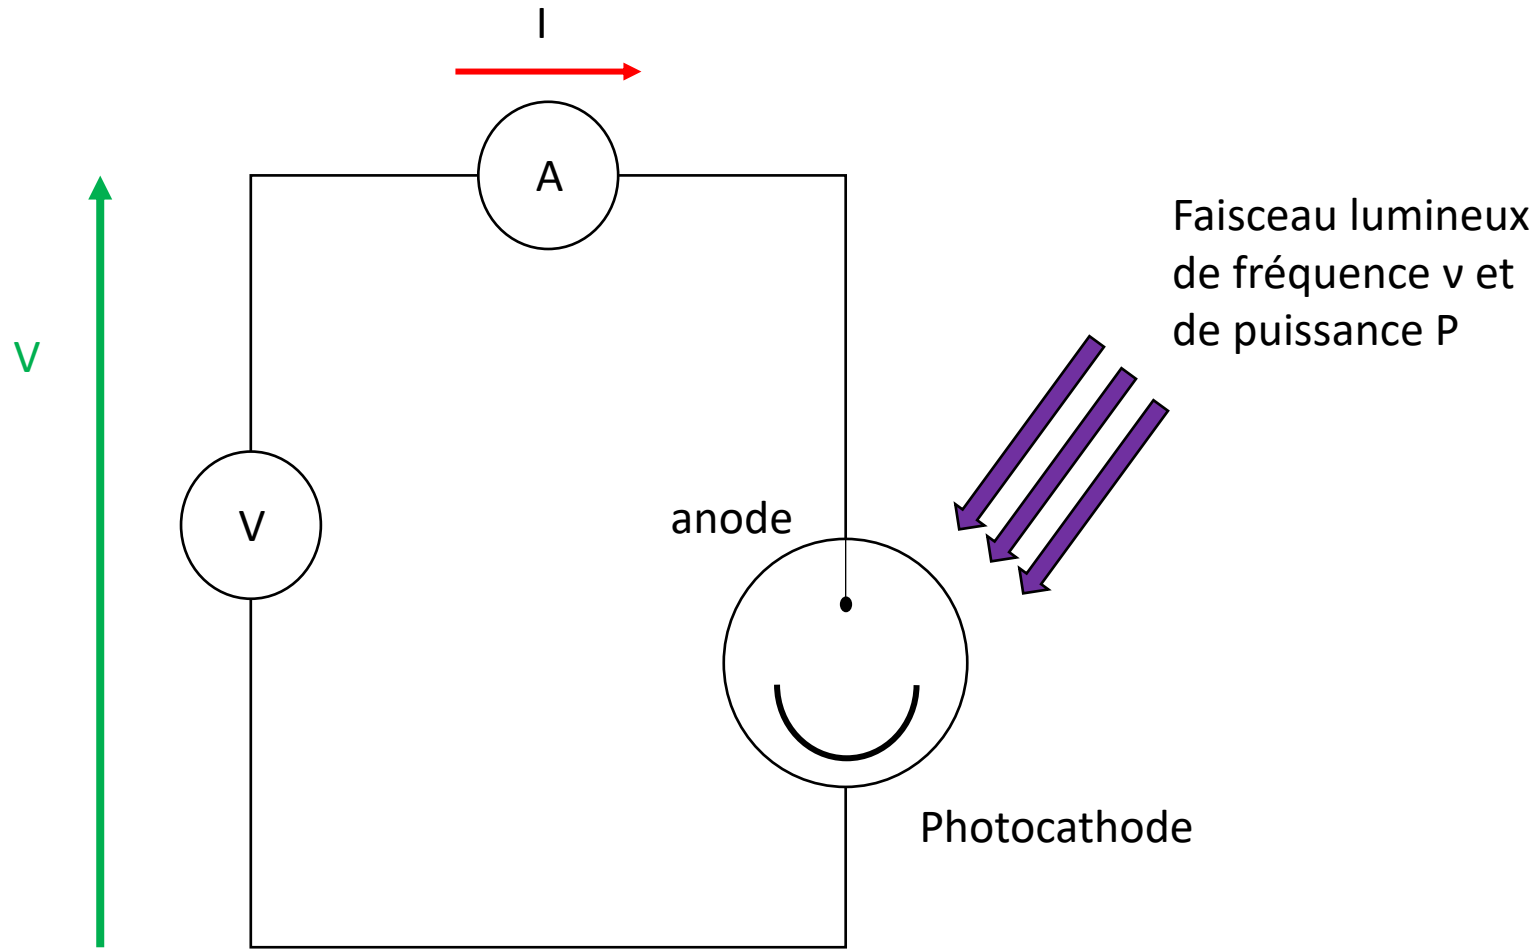 I
A
Faisceau lumineux
de fréquence ν et
de puissance P
V
anode
V
Photocathode